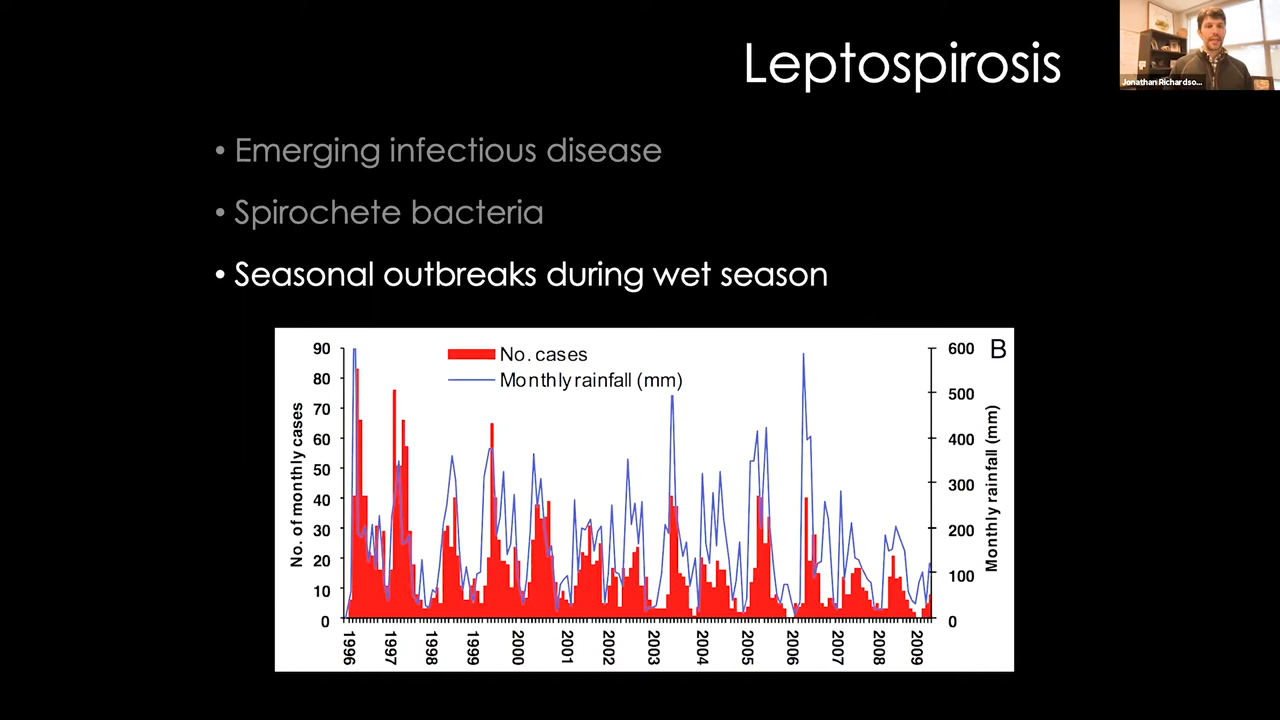 Leptospirosis
Jonathan Richardso...
• Emerging infectious disease
• Spirochete bacteria
• Seasonal outbreaks during wet season
B
No. cases
Monthly rainfall (mm)
No. of monthly cases
90
80
70
60
50
40
30
20
10
0
600
500
400
300
200
100
0
Monthly rainfall (mm)
1996 1997 1998 1999 2000 2001 2002 2003 2004 2005 2006 2007 2008 2009